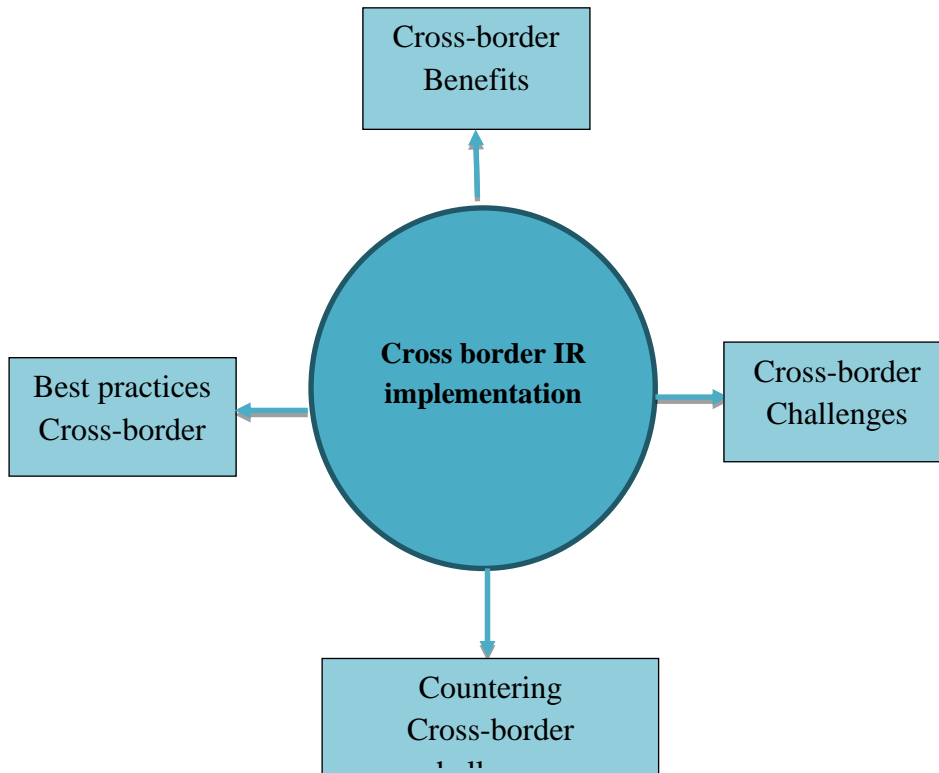 Cross-border
Benefits
Cross border IR
implementation
Best practices
Cross-border
Cross-border
Challenges
Countering
Cross-border